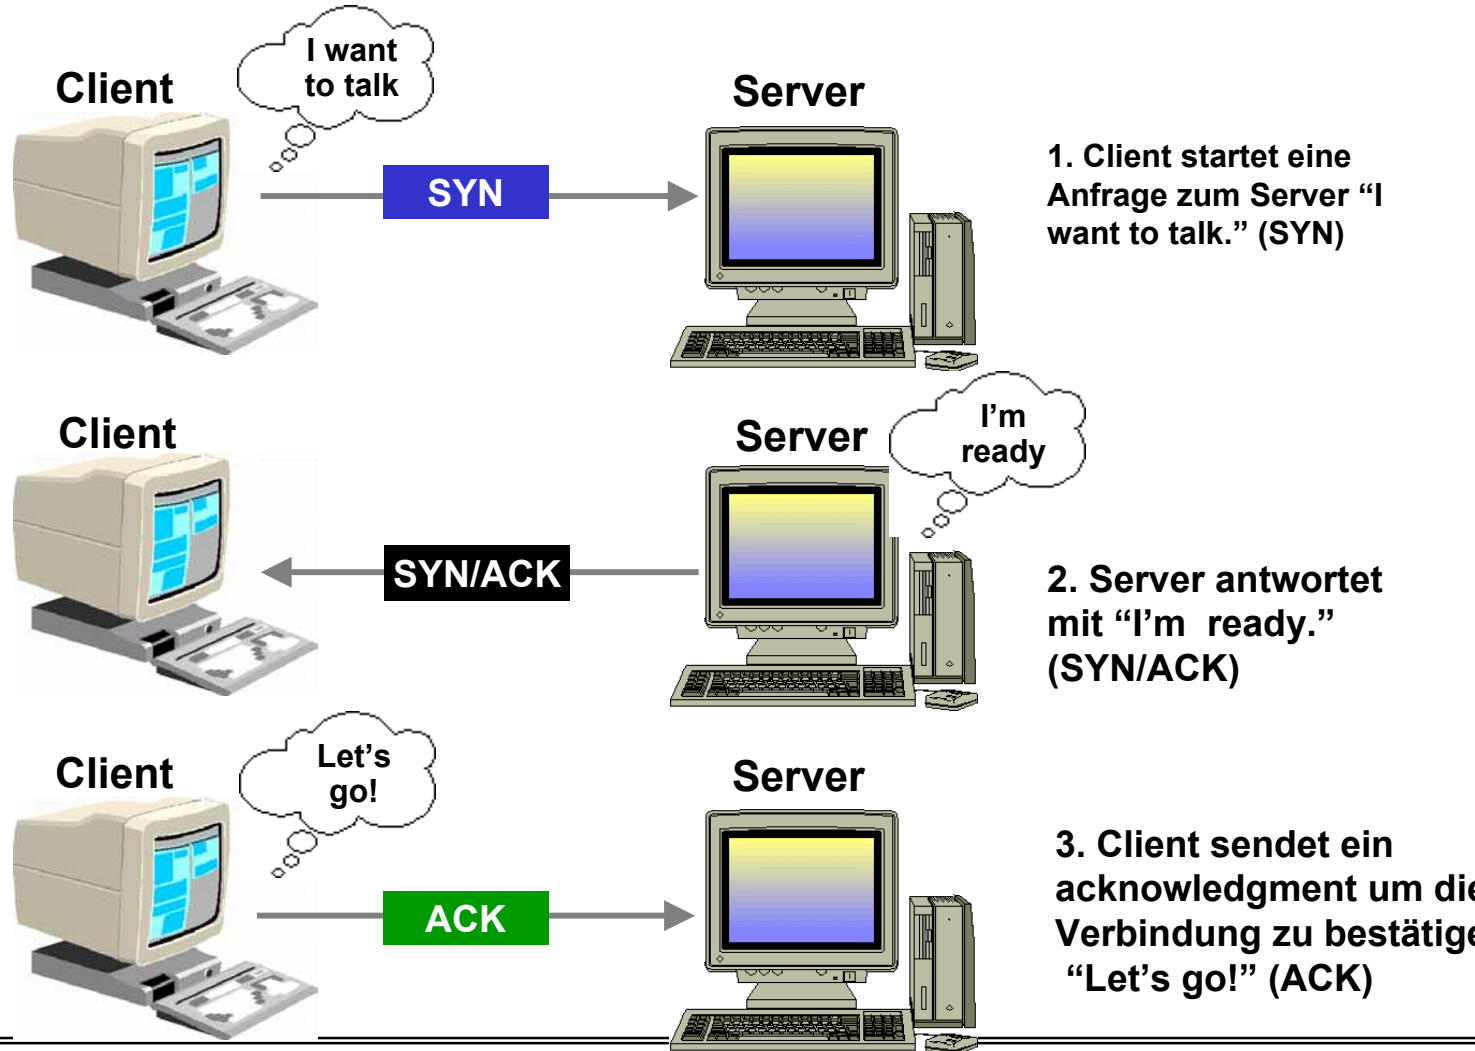 I want
to talk
Client
Server
SYN
1. Client startet eine
Anfrage zum Server “I
want to talk.” (SYN)
Client
Server
I’m
ready
SYN/ACK
2. Server antwortet
mit “I’m ready.”
(SYN/ACK)
Client
Let’s
go!
Server
ACK
3. Client sendet ein
acknowledgment um die
Verbindung zu bestätige
“Let’s go!” (ACK)